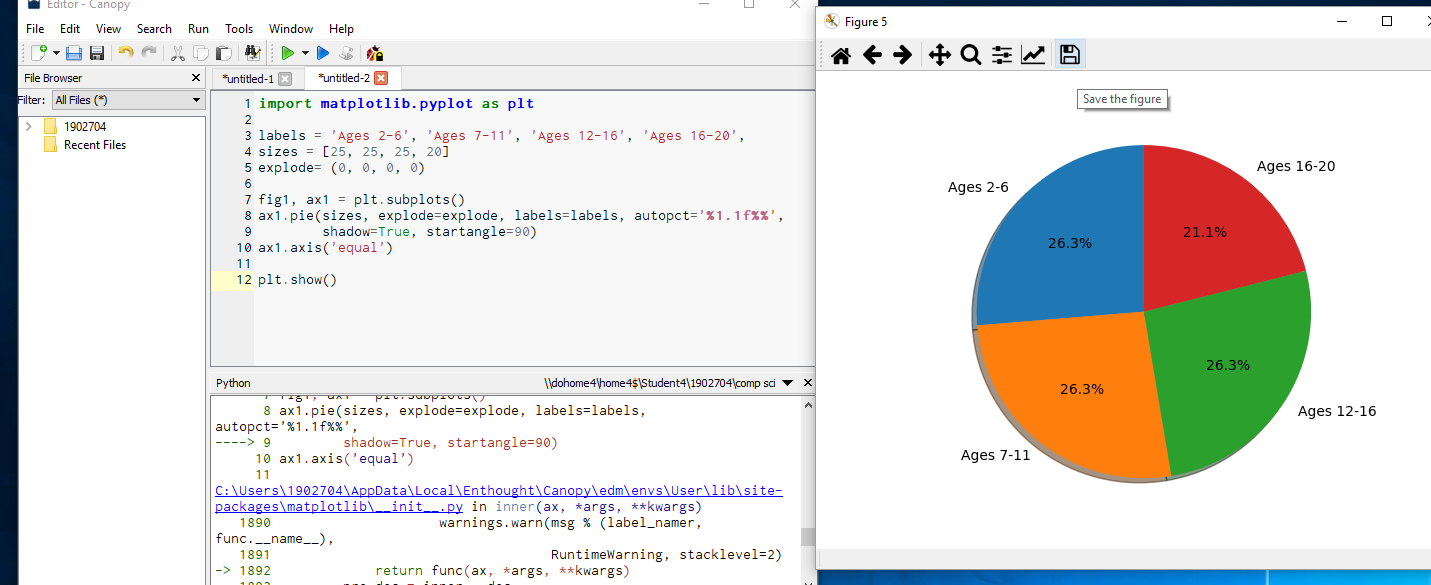 Editor - Canopy
File Edit View Search Run Tools Window Help
File Browser
Filter: All Files (*)
1902704
Recent Files
*untitled-1 *untitled-2
1 import matplotlib.pyplot as plt
2
3 labels = 'Ages 2-6', 'Ages 7-11', 'Ages 12-16', 'Ages 16-20',
4 sizes = [25, 25, 25, 20]
5 explode= (0, 0, 0, 0)
6
7 fig1, ax1 = plt.subplots()
8 ax1.pie(sizes, explode=explode, labels=labels, autopct='%1.1f%%',
9 shadow=True, startangle=90)
10 ax1.axis('equal')
11
12 plt.show()
Python \\dohome4\home4$\Student4\1902704\comp sci
7 fig1, ax1 = plt.subplots()
8 ax1.pie(sizes, explode=explode, labels=labels,
autopct='%1.1f%%',
----> 9 shadow=True, startangle=90)
10 ax1.axis('equal')
11
C:\Users\1902704\AppData\Local\Enthought\Canopy\edm\envs\User\lib\site-
packages\matplotlib\__init__.py in inner(ax, *args, **kwargs)
1890 warnings.warn(msg % (label_namer,
func.__name__),
1891 RuntimeWarning, stacklevel=2)
-> 1892 return func(ax, *args, **kwargs)
Figure 5
Save the figure
Ages 16-20
Ages 2-6
21.1%
26.3%
26.3%
26.3%
Ages 12-16
Ages 7-11